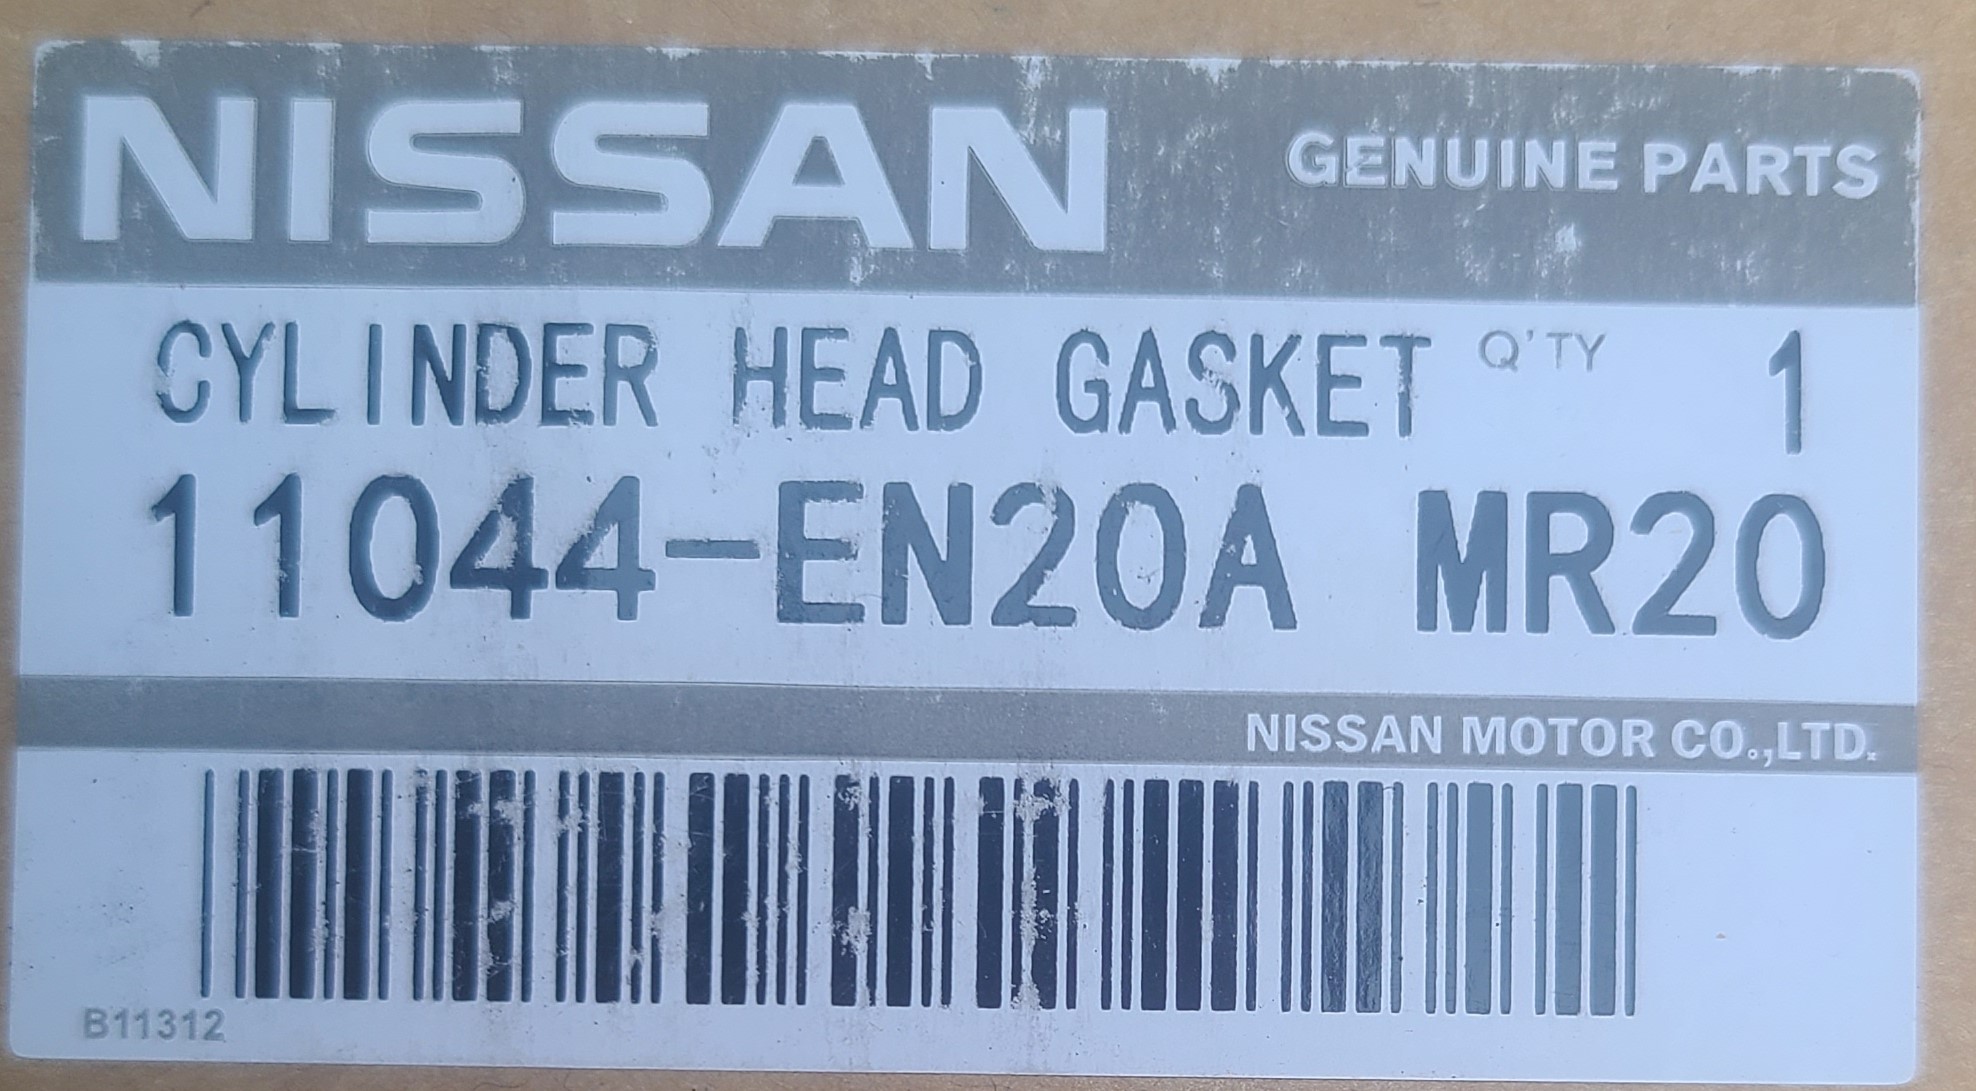 NISSAN GENUINE PARTS
CYLINDER HEAD GASKET Q'TY 1
11044-EN20A MR20
NISSAN MOTOR CO.,LTD.
B11312